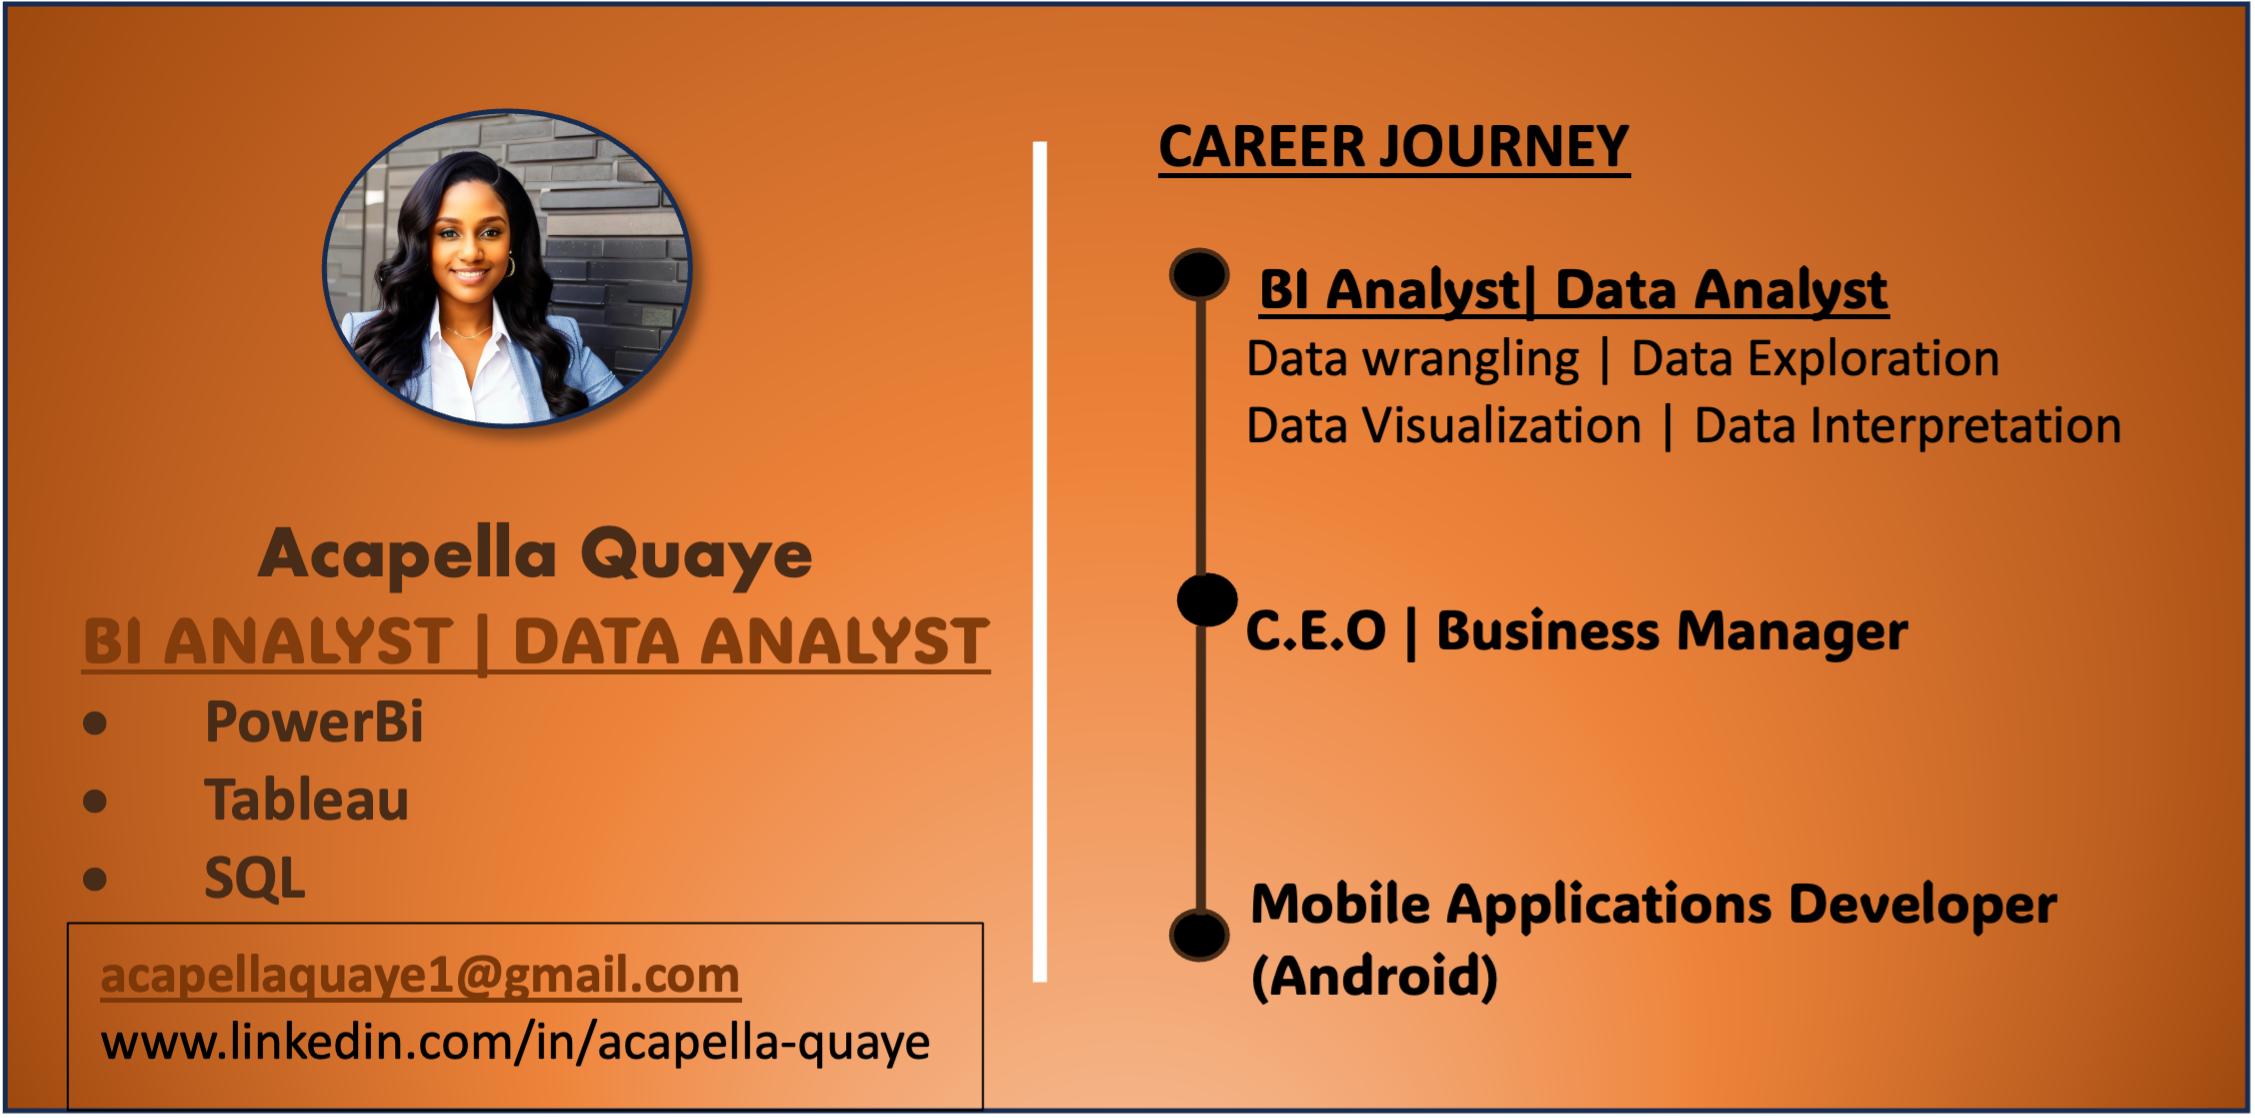 Acapella Quaye
BI ANALYST | DATA ANALYST
• PowerBi
• Tableau
• SQL
acapellaquaye1@gmail.com
www.linkedin.com/in/acapella-quaye
CAREER JOURNEY
BI Analyst| Data Analyst
Data wrangling | Data Exploration
Data Visualization | Data Interpretation
C.E.O | Business Manager
Mobile Applications Developer
(Android)